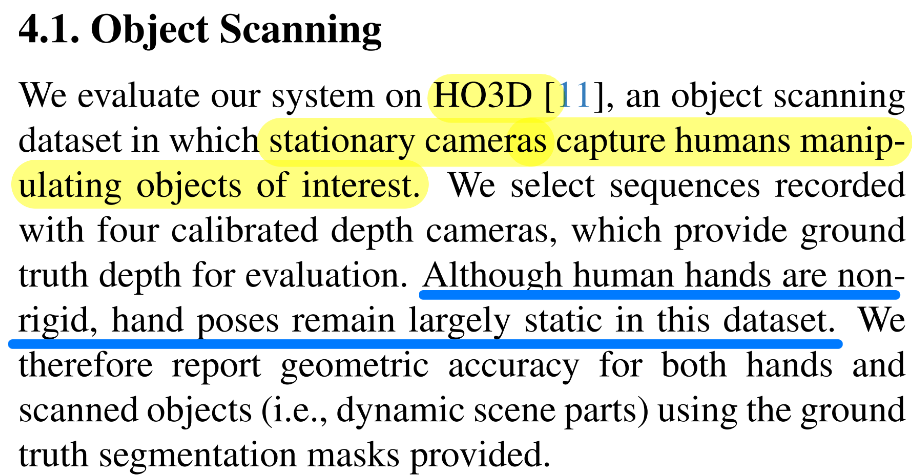 4.1. Object Scanning
We evaluate our system on HO3D [11], an object scanning
dataset in which stationary cameras capture humans manip-
ulating objects of interest. We select sequences recorded
with four calibrated depth cameras, which provide ground
truth depth for evaluation. Although human hands are non-
rigid, hand poses remain largely static in this dataset. We
therefore report geometric accuracy for both hands and
scanned objects (i.e., dynamic scene parts) using the ground
truth segmentation masks provided.